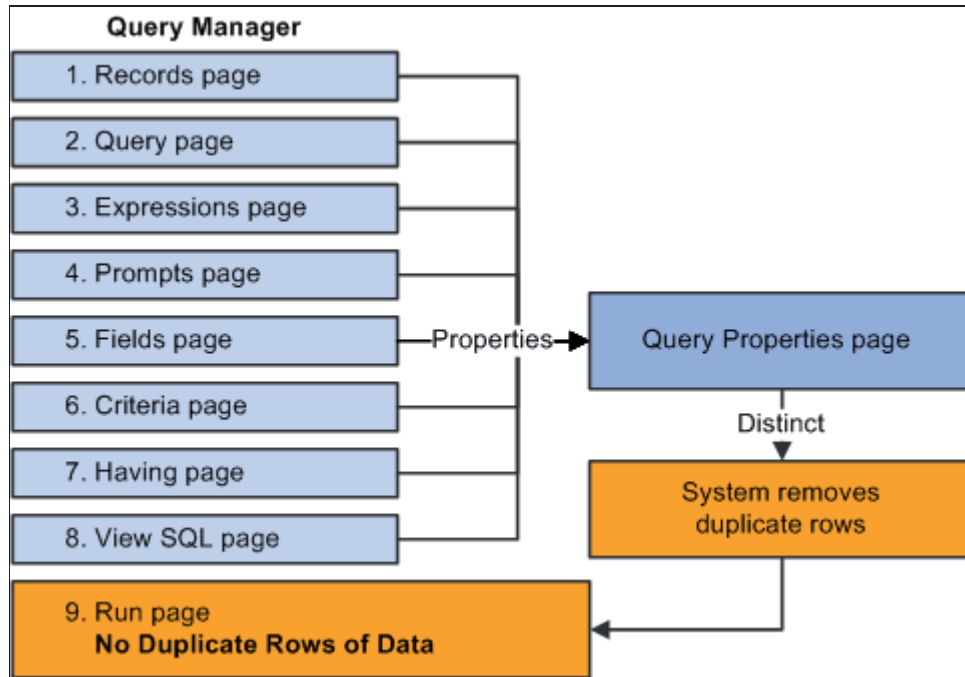 Query Manager
1. Records page
2. Query page
3. Expressions page
4. Prompts page
5. Fields page
Properties
Query Properties page
6. Criteria page
Distinct
7. Having page
System removes
duplicate rows
8. View SQL page
9. Run page
No Duplicate Rows of Data